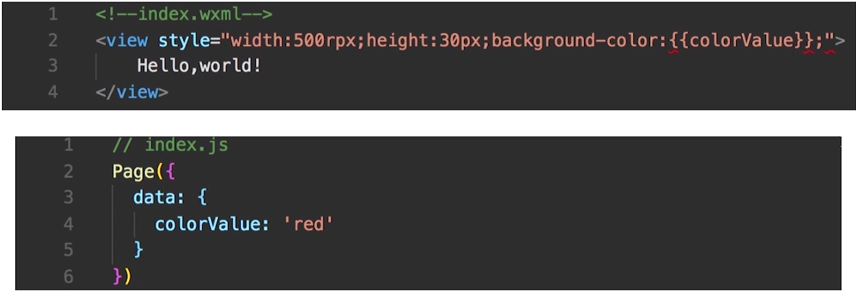 1 <!--index.wxml-->
2 <view style="width:500rpx;height:30px;background-color:{{colorValue}};">
3 Hello,world!
4 </view>
1 // index.js
2 Page({
3 data: {
4 colorValue: 'red'
5 }
6 })